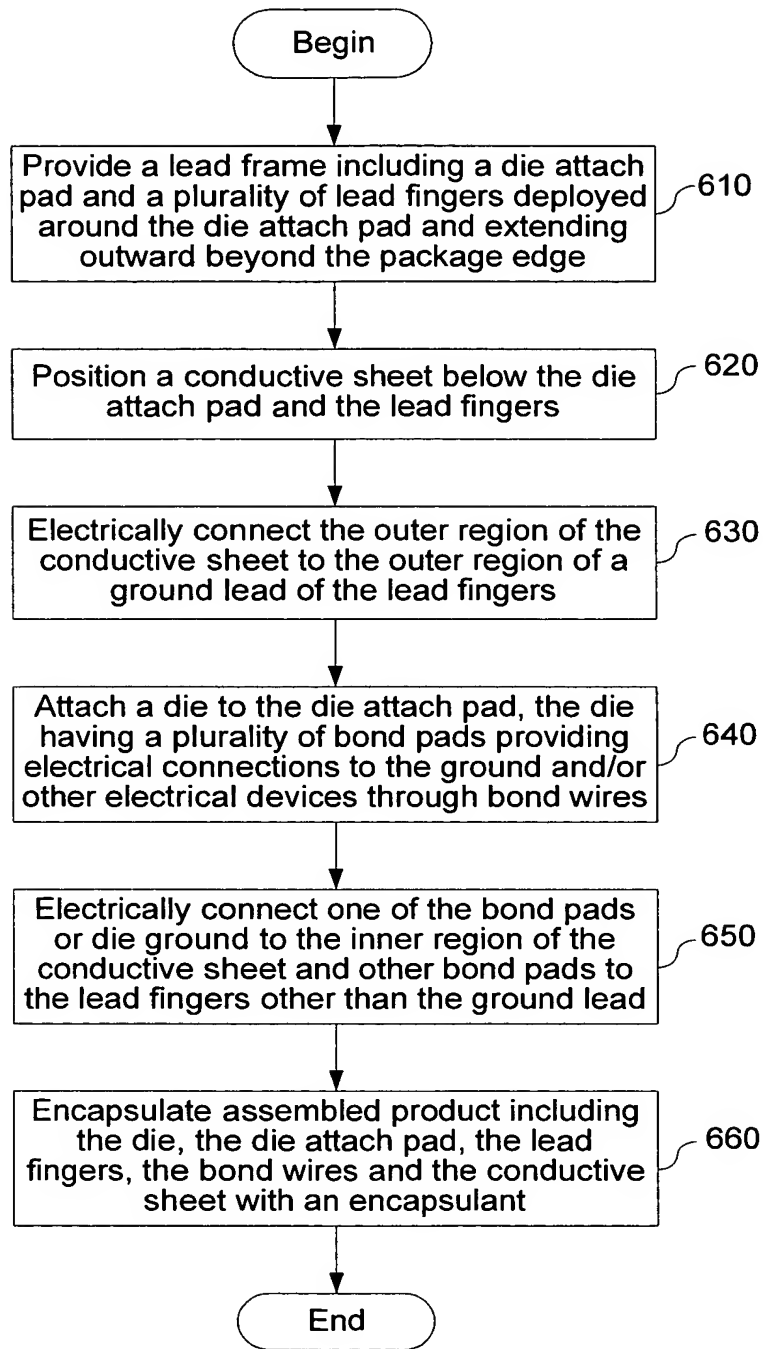 Begin
Provide a lead frame including a die attach
pad and a plurality of lead fingers deployed
around the die attach pad and extending
outward beyond the package edge
610
Position a conductive sheet below the die
attach pad and the lead fingers
620
Electrically connect the outer region of the
conductive sheet to the outer region of a
ground lead of the lead fingers
630
Attach a die to the die attach pad, the die
having a plurality of bond pads providing
electrical connections to the ground and/or
other electrical devices through bond wires
640
Electrically connect one of the bond pads
or die ground to the inner region of the
conductive sheet and other bond pads to
the lead fingers other than the ground lead
650
Encapsulate assembled product including
the die, the die attach pad, the lead
fingers, the bond wires and the conductive
sheet with an encapsulant
660
End